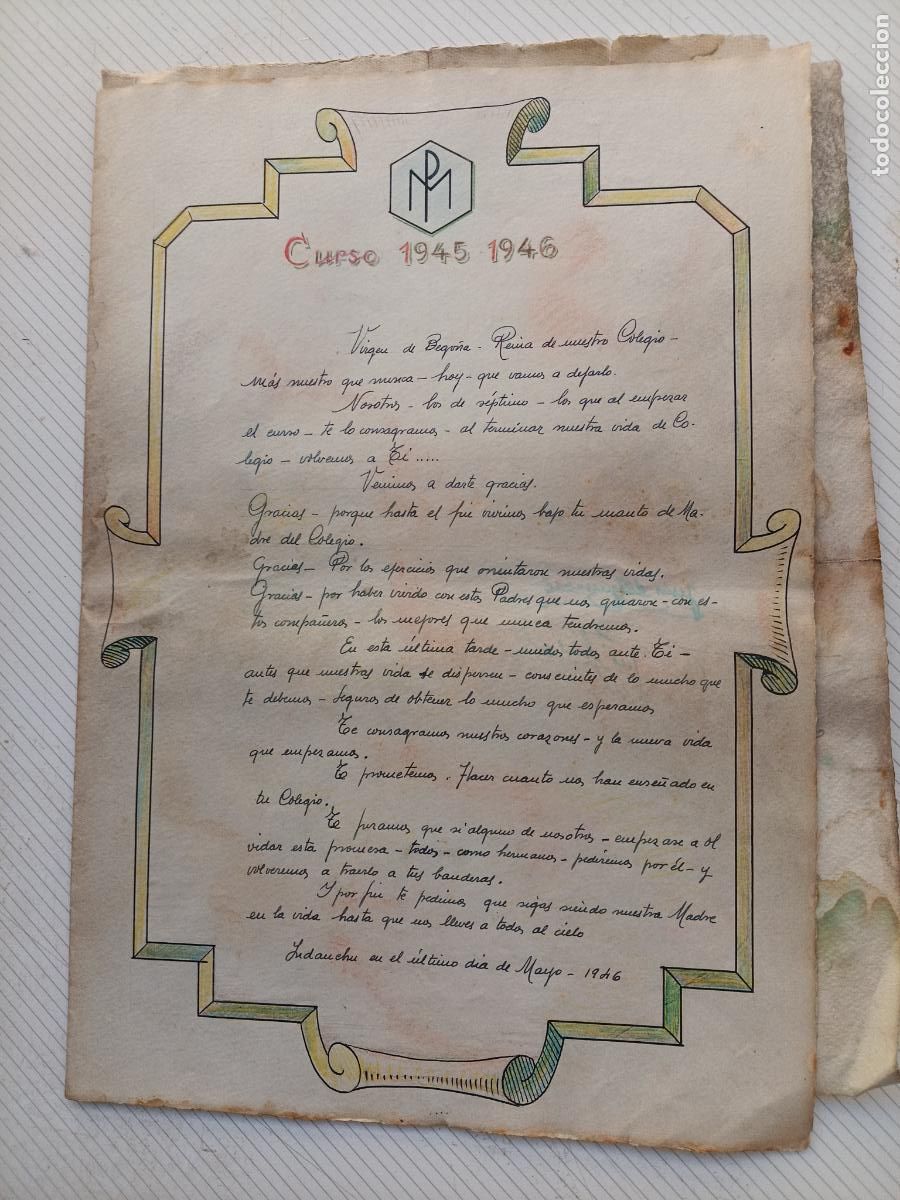 todocoleccion
PM
Curso 1945 1946
Virgen de Begoña - Reina de nuestro Colegio -
más nuestro que nunca - hoy - que vamos a dejarlo.
Nosotros - los de séptimo - los que al empezar
el curso - te lo consagramos - al terminar nuestra vida de Co-
legio - volvemos a Ti.....
Venimos a darte gracias.
Gracias - porque hasta el fin vivimos bajo tu manto de Ma-
dre del Colegio.
Gracias - Por los ejercicios que orientaron nuestras vidas.
Gracias - por haber vivido con estos Padres que nos guiaron - con es-
tos compañeros - los mejores que nunca tendremos.
En esta última tarde - unidos todos ante Ti -
antes que nuestras vida se dispersen - conscientes de lo mucho que
te debemos - seguros de obtener lo mucho que esperamos
Te consagramos nuestros corazones - y la nueva vida
que empezamos.
Te prometemos. Hacer cuanto nos han enseñado en
tu Colegio.
Te juramos que si alguno de nosotros - empezase a ol
vidar esta promesa - todos - como hermanos - pediremos por él - y
volveremos a traerlo a tus banderas.
Y por fin te pedimos que sigas siendo nuestra Madre
en la vida hasta que nos lleves a todos al cielo
Indauchu en el último día de Mayo - 1946